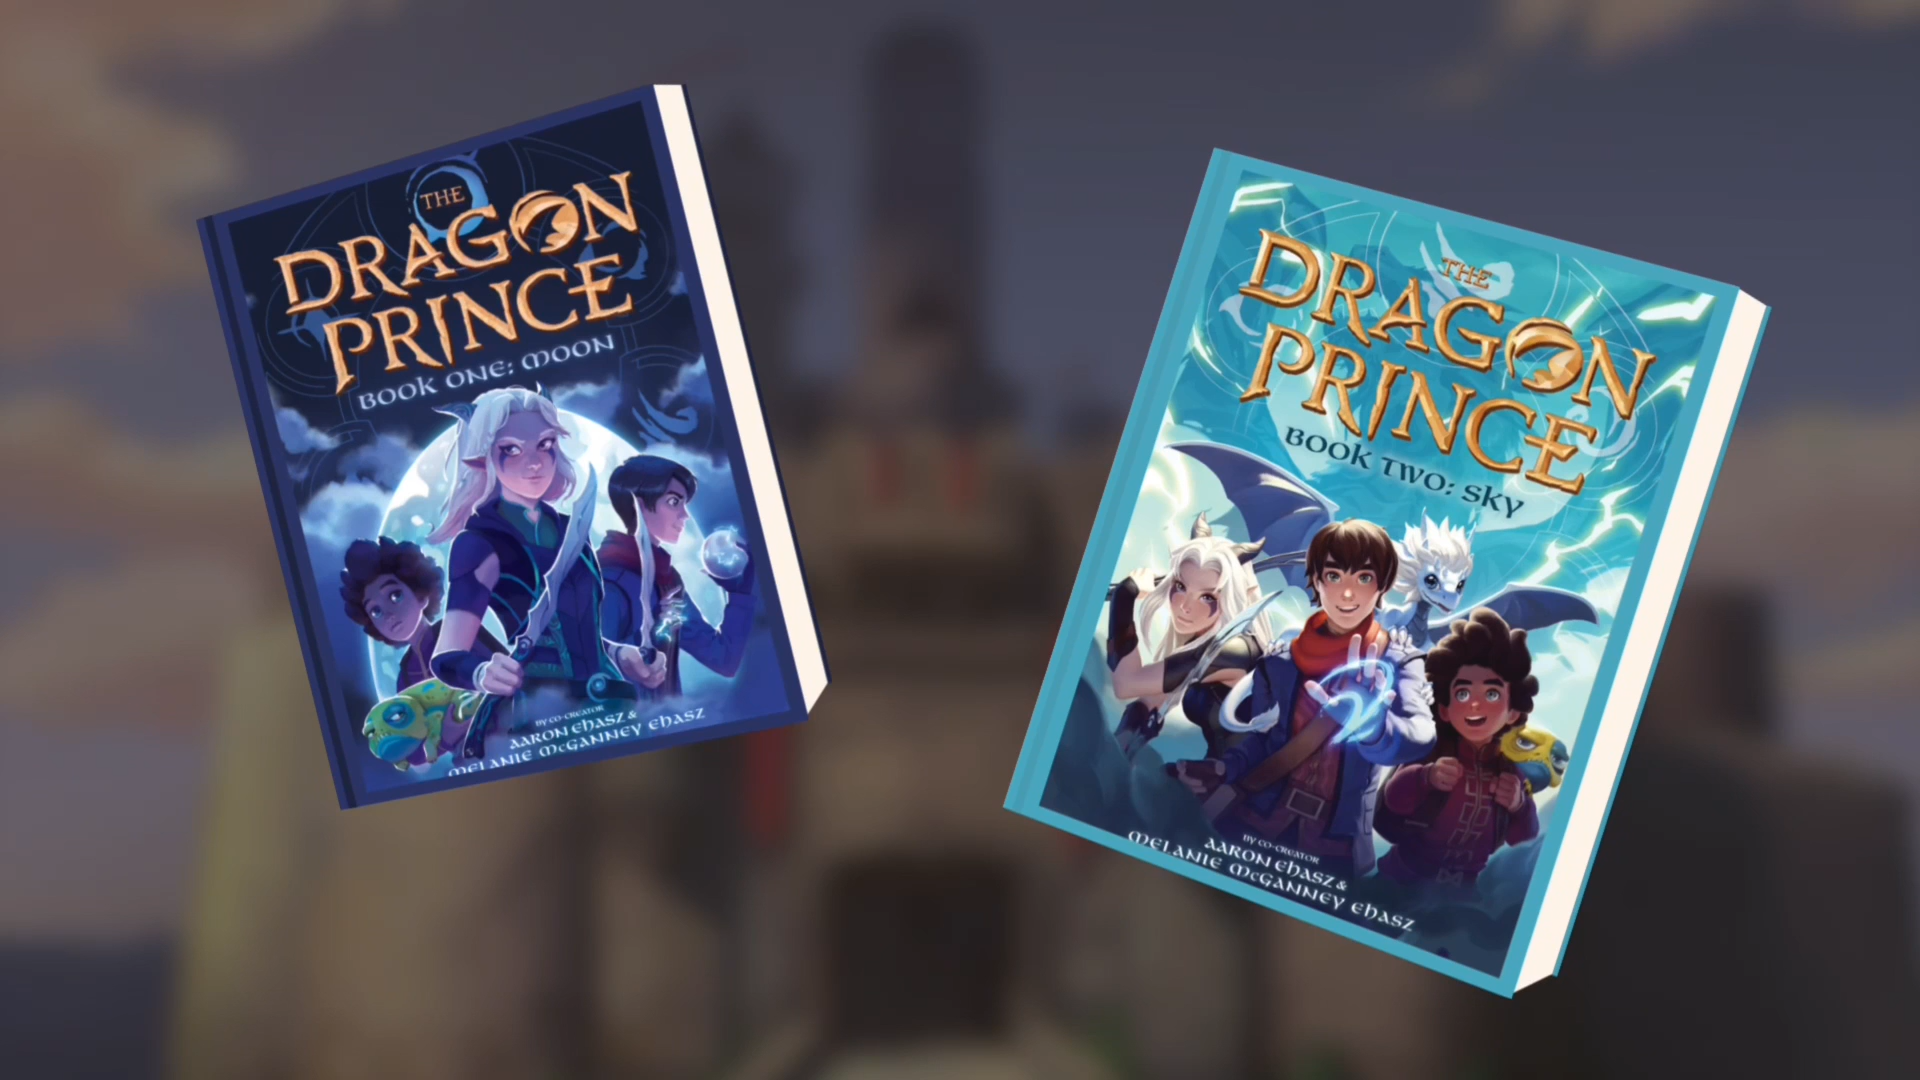 THE
DRAGON
PRINCE
BOOK ONE: MOON
BY CO-CREATOR
AARON EHASZ &
MELANIE McGANNEY EHASZ
THE
DRAGON
PRINCE
BOOK TWO: SKY
BY CO-CREATOR
AARON EHASZ &
MELANIE McGANNEY EHASZ